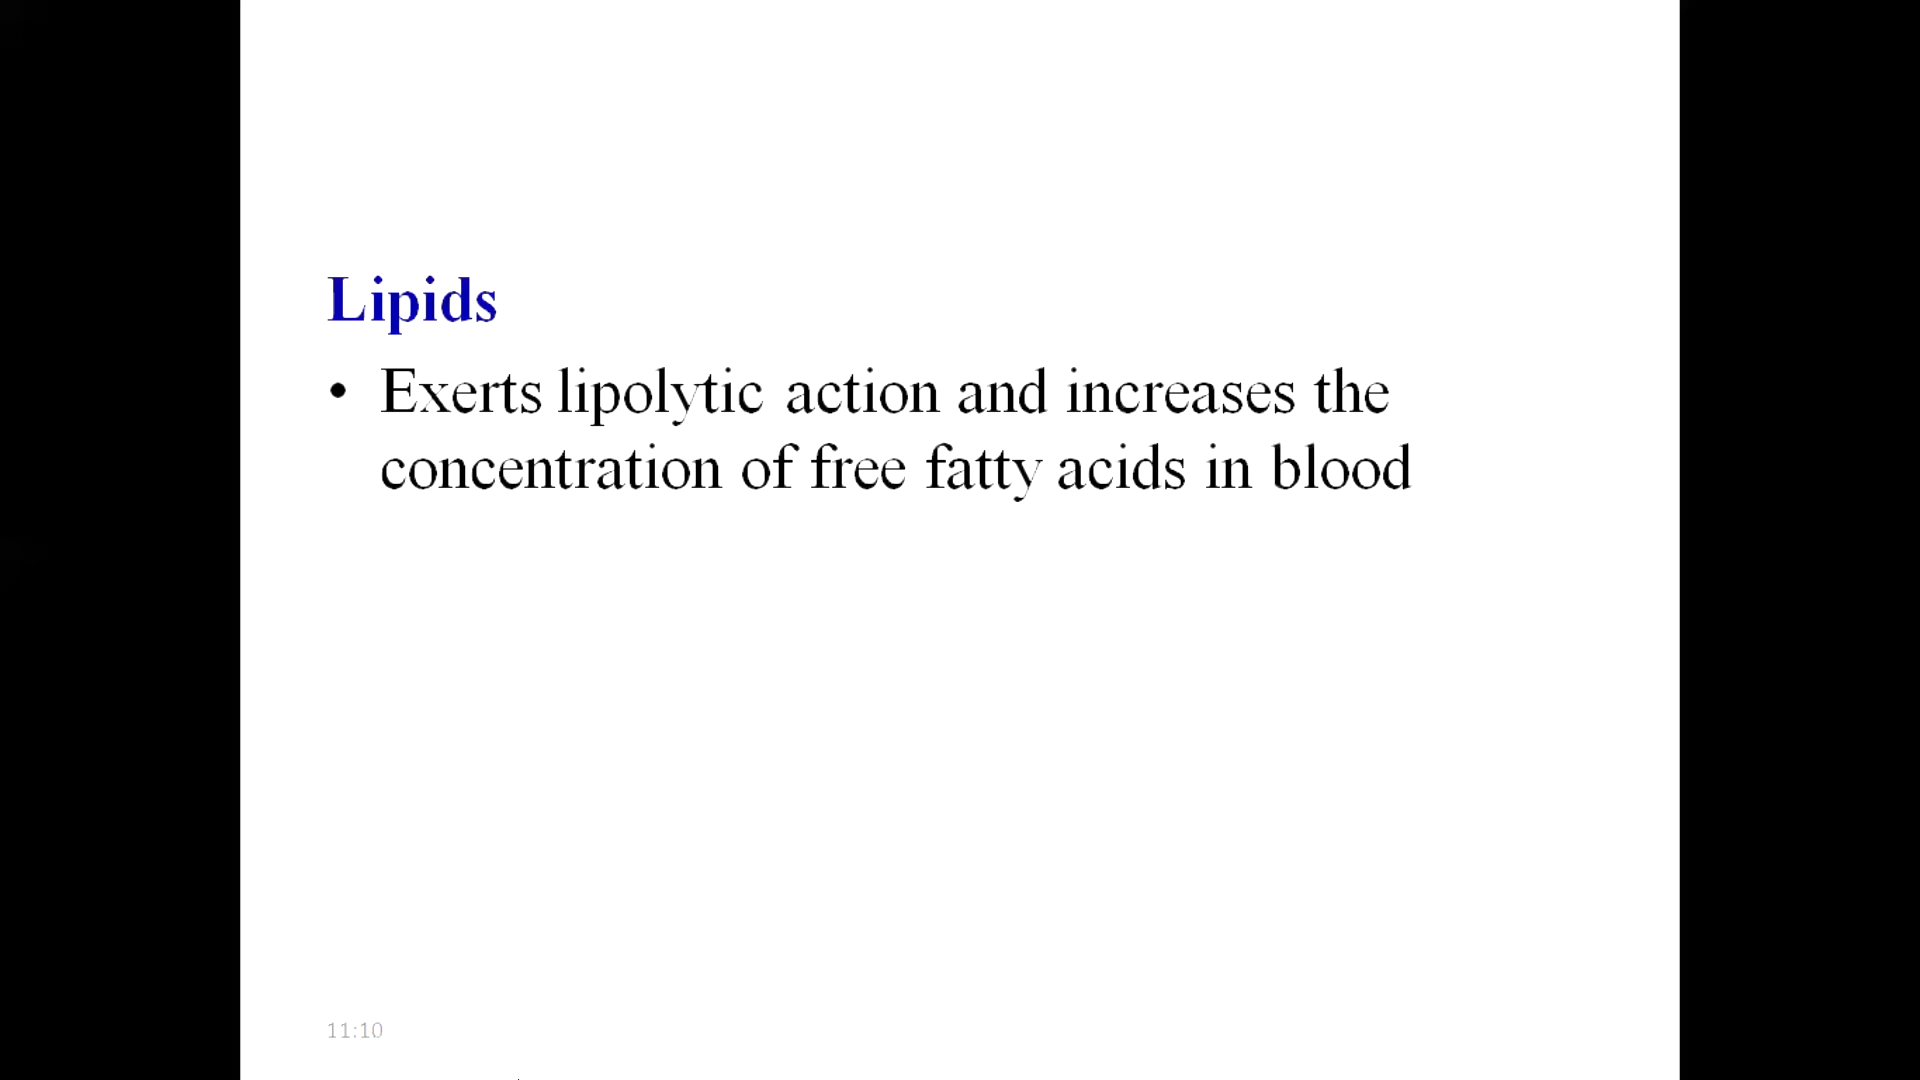 Lipids
• Exerts lipolytic action and increases the
concentration of free fatty acids in blood
11:10